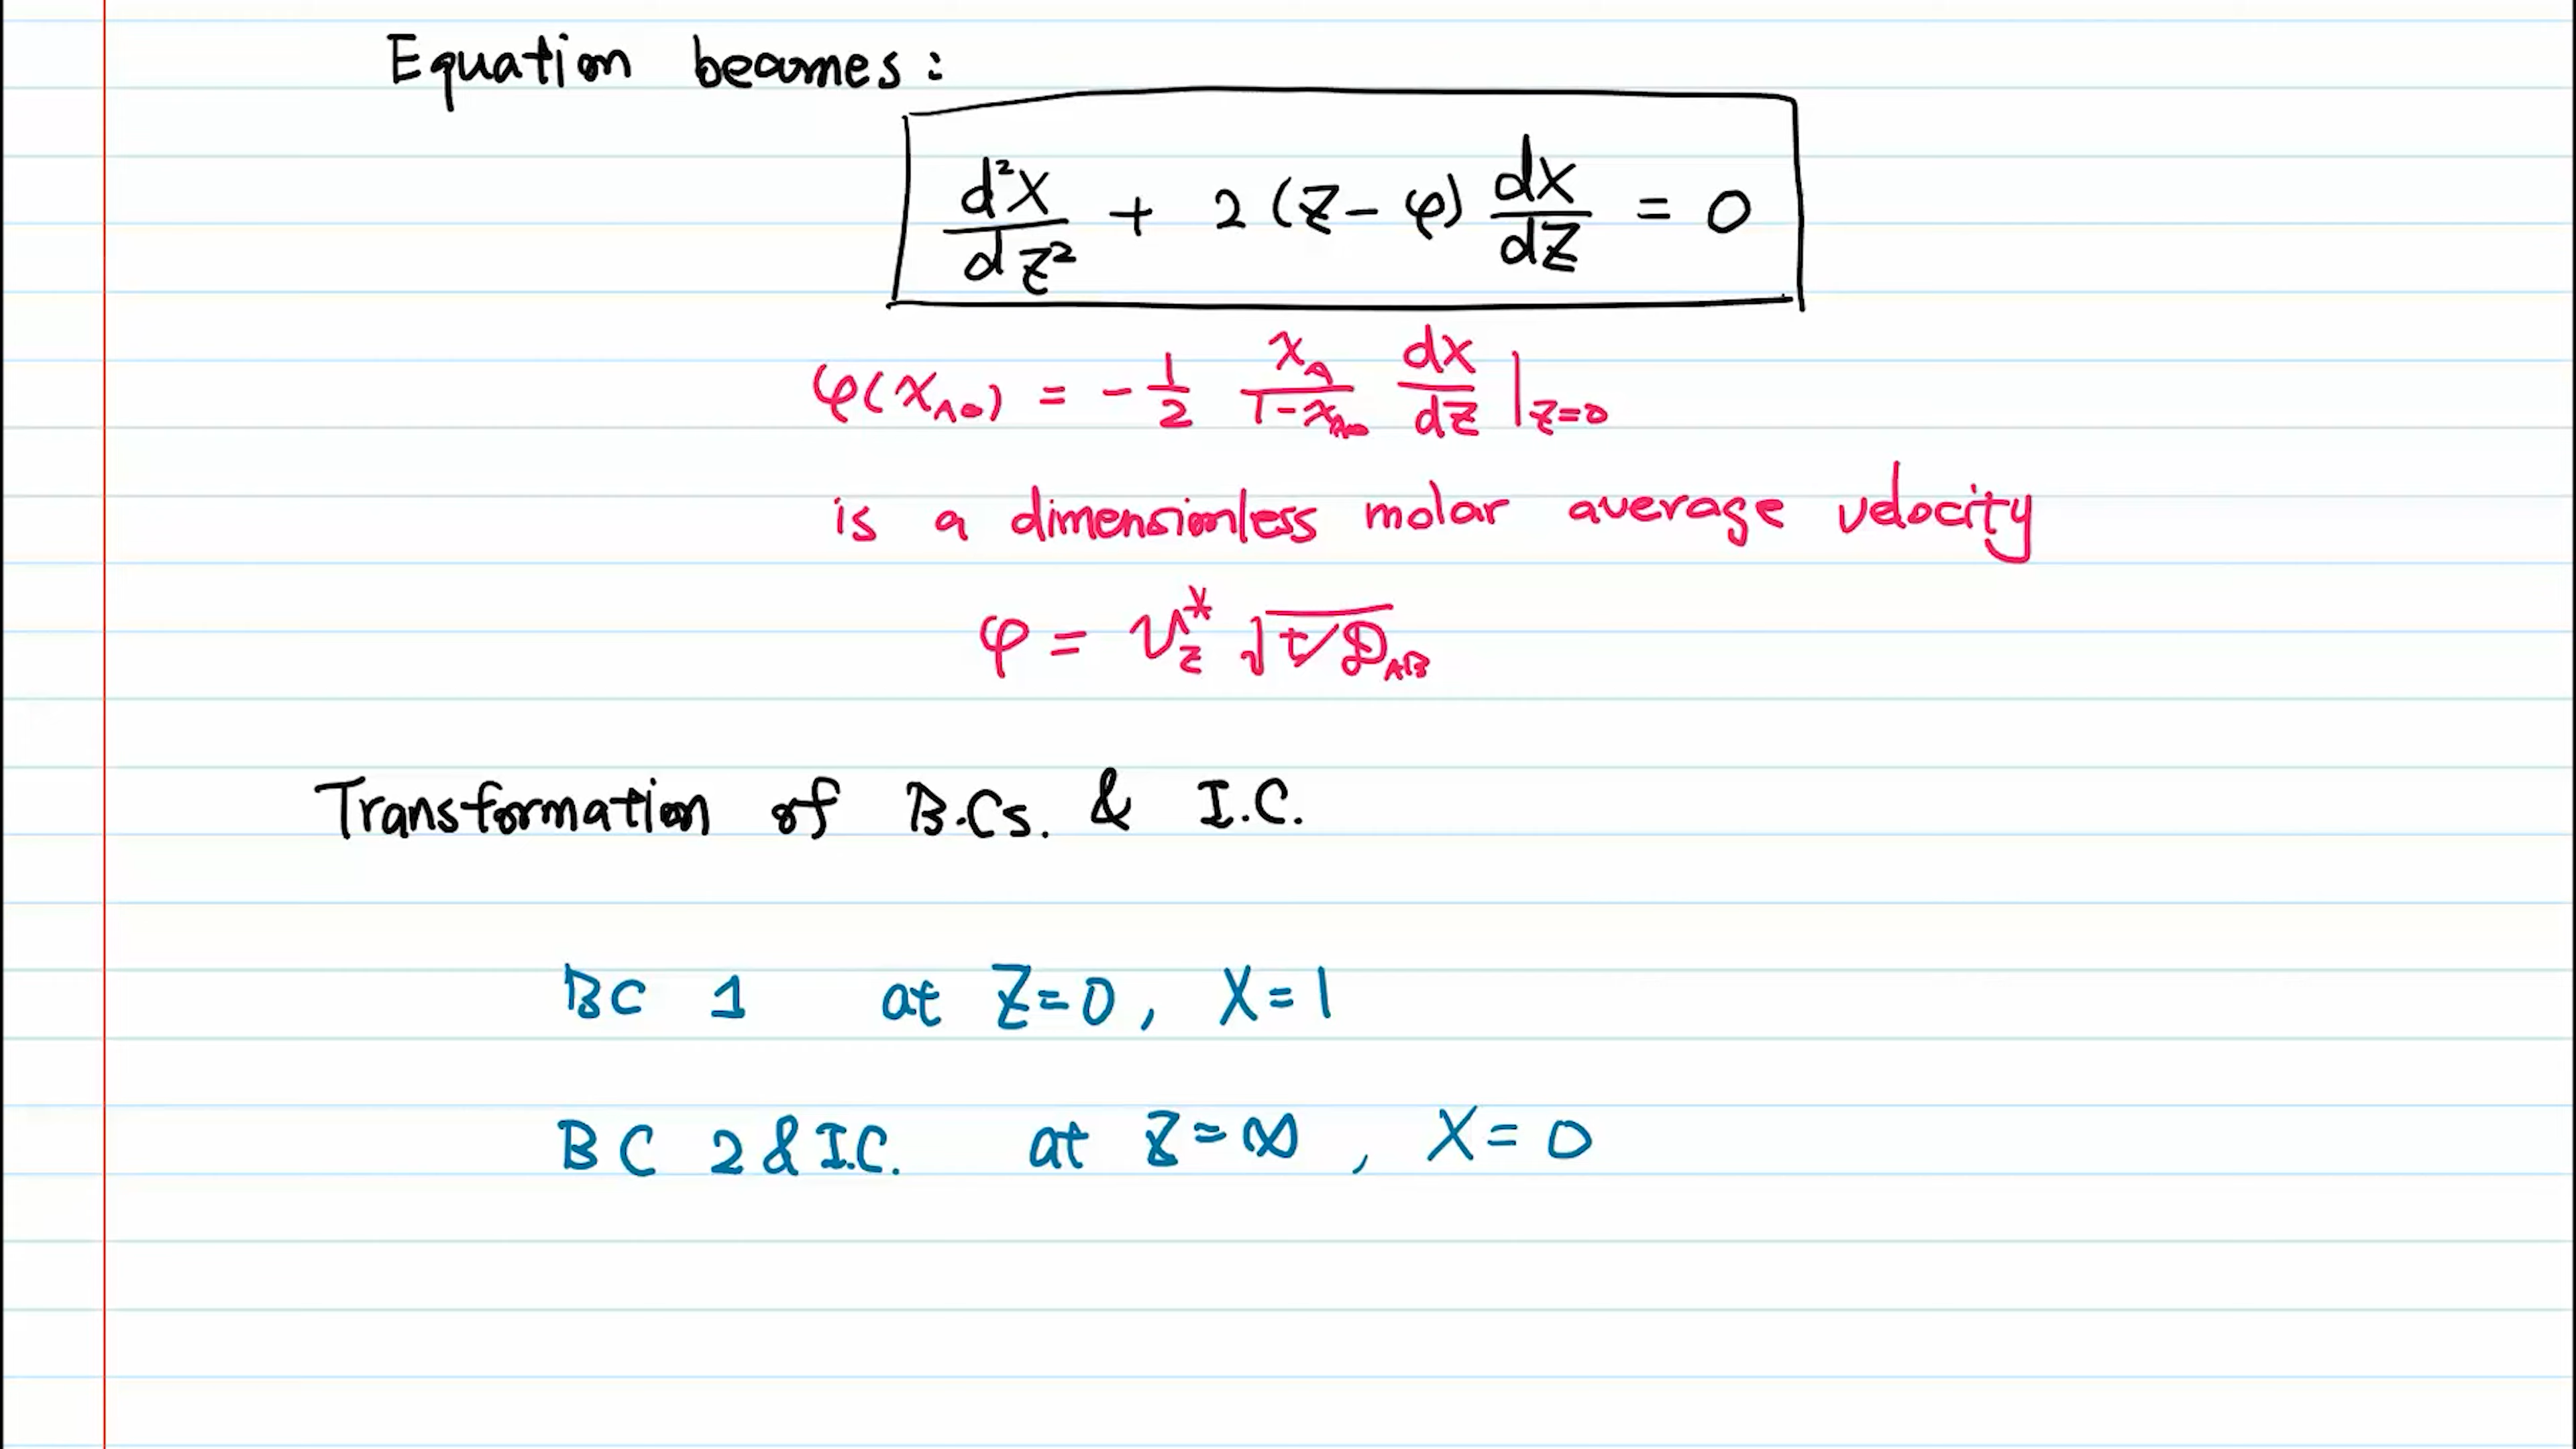 Equation becomes:
d²X/dZ² + 2(Z-φ) dX/dZ = 0
φ(x_A0) = -1/2 x_A/(1-x_A0) dX/dZ |_Z=0
is a dimensionless molar average velocity
φ = v_z* √(t/𝒟_AB)
Transformation of B.Cs. & I.C.
BC 1 at Z=0, X=1
BC 2 & I.C. at Z=∞, X=0